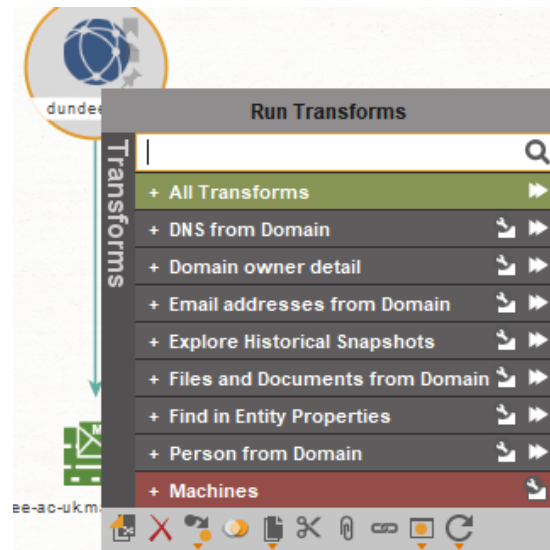 dundee
Run Transforms
Transforms
+ All Transforms
+ DNS from Domain
+ Domain owner detail
+ Email addresses from Domain
+ Explore Historical Snapshots
+ Files and Documents from Domain
+ Find in Entity Properties
+ Person from Domain
+ Machines
ee-ac-uk.m